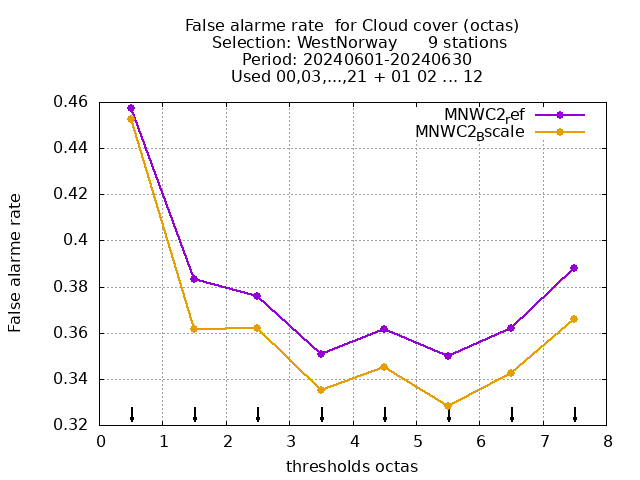 False alarme rate  for Cloud cover (octas)
Selection: WestNorway      9 stations
Period: 20240601-20240630
Used 00,03,...,21 + 01 02 ... 12
MNWC2ref
MNWC2Bscale
0.46
0.44
0.42
0.4
0.38
0.36
0.34
0.32
False alarme rate
0 1 2 3 4 5 6 7 8
thresholds octas